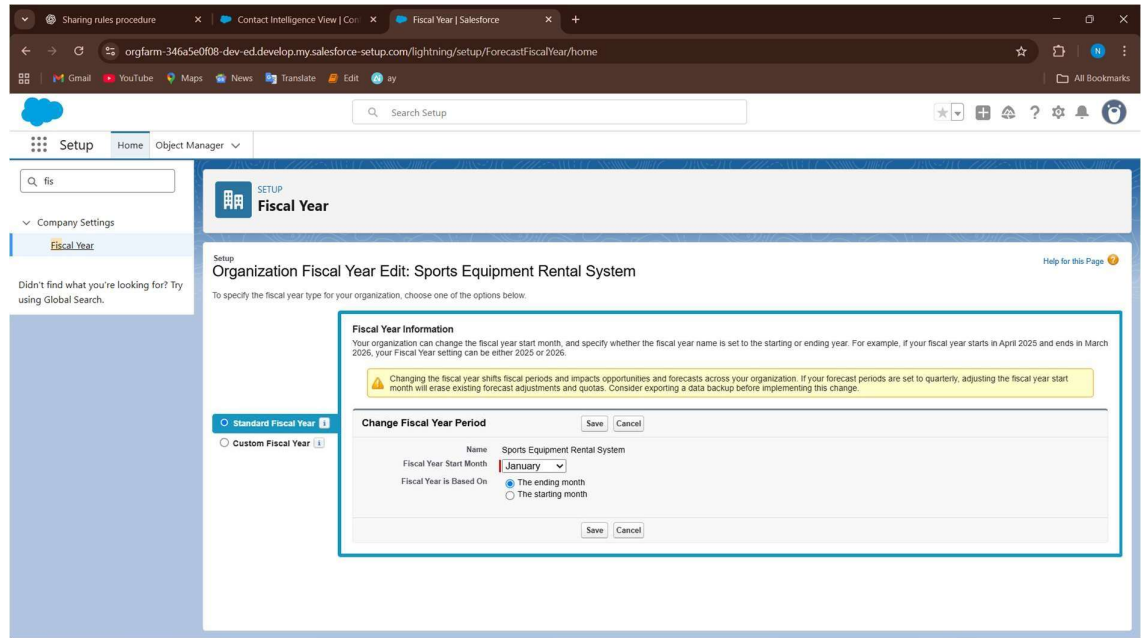 Sharing rules procedure
Contact Intelligence View | Con
Fiscal Year | Salesforce
orgfarm-346a5e0f08-dev-ed.develop.my.salesforce-setup.com/lightning/setup/ForecastFiscalYear/home
N
Gmail YouTube Maps News Translate Edit ay
All Bookmarks
Search Setup
Setup Home Object Manager
fis
Company Settings
Fiscal Year
Didn't find what you're looking for? Try
using Global Search.
SETUP
Fiscal Year
Setup
Organization Fiscal Year Edit: Sports Equipment Rental System
Help for this Page
To specify the fiscal year type for your organization, choose one of the options below.
Standard Fiscal Year i
Custom Fiscal Year i
Fiscal Year Information
Your organization can change the fiscal year start month, and specify whether the fiscal year name is set to the starting or ending year. For example, if your fiscal year starts in April 2025 and ends in March
2026, your Fiscal Year setting can be either 2025 or 2026.
Changing the fiscal year shifts fiscal periods and impacts opportunities and forecasts across your organization. If your forecast periods are set to quarterly, adjusting the fiscal year start
month will erase existing forecast adjustments and quotas. Consider exporting a data backup before implementing this change.
Change Fiscal Year Period Save Cancel
Name Sports Equipment Rental System
Fiscal Year Start Month January
Fiscal Year is Based On The ending month
The starting month
Save Cancel